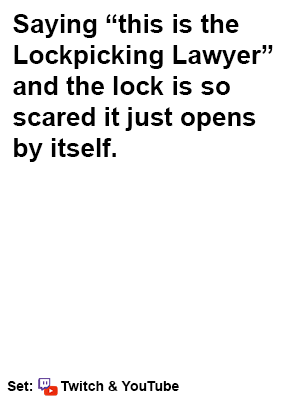 Saying “this is the
Lockpicking Lawyer”
and the lock is so
scared it just opens
by itself.
Set: Twitch & YouTube